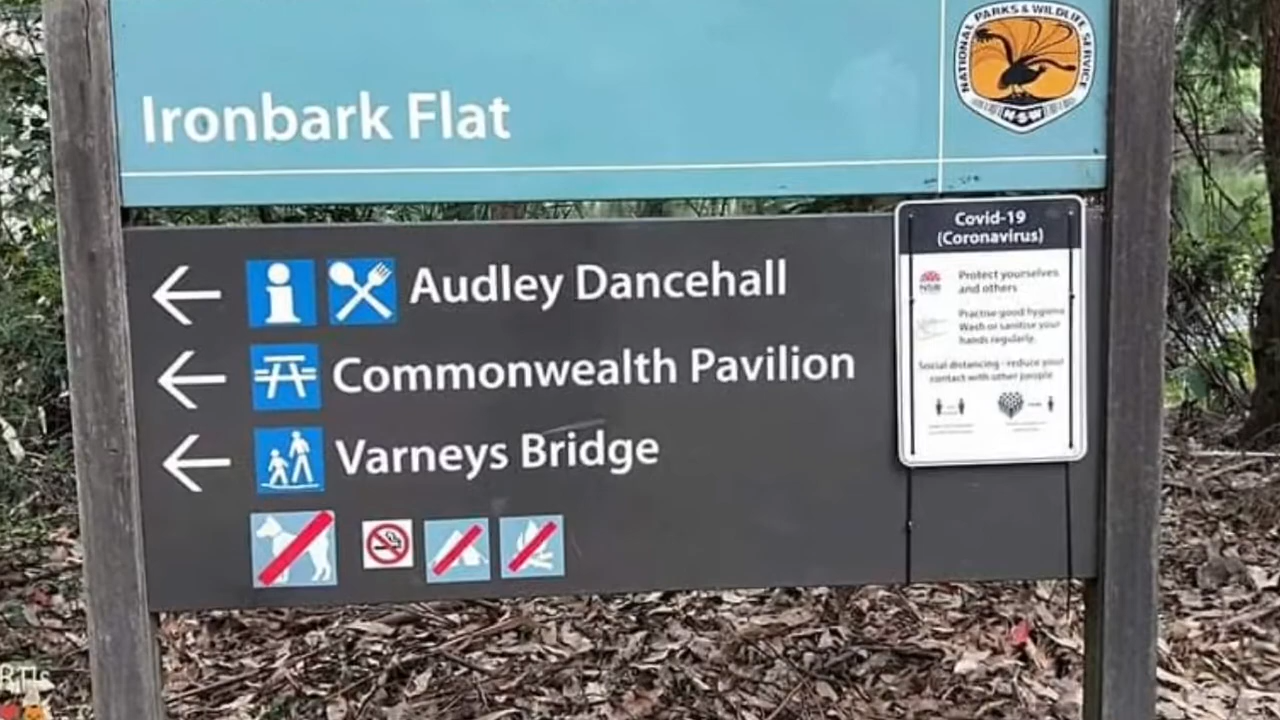 NATIONAL PARKS & WILDLIFE SERVICE
NSW
Ironbark Flat
Audley Dancehall
Commonwealth Pavilion
Varneys Bridge
Covid-19
(Coronavirus)
NSW
Protect yourselves
and others
Practise good hygiene
Wash or sanitise your
hands regularly.
Social distancing - reduce your
contact with other people